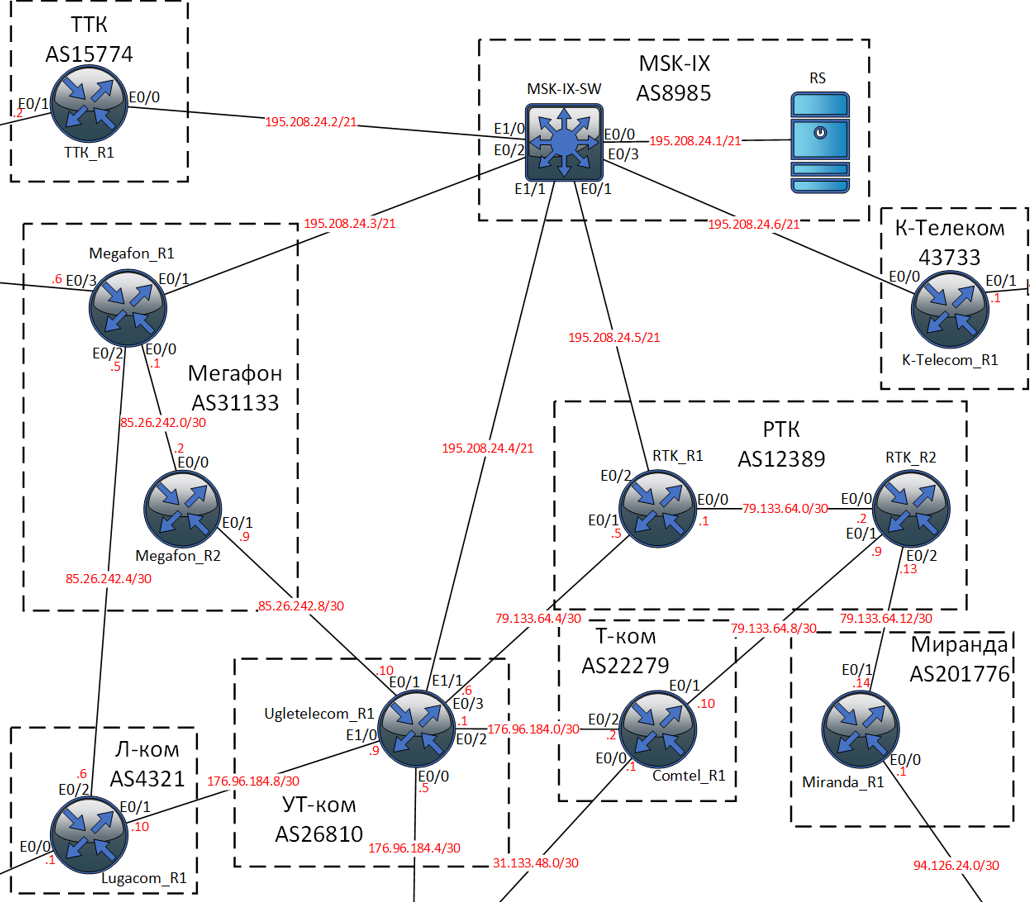 ТТК
AS15774
E0/1
.2
E0/0
ТТК_R1
195.208.24.2/21
MSK-IX
AS8985
MSK-IX-SW
RS
E1/0
E0/2
E0/0
E0/3
E1/1
E0/1
195.208.24.1/21
195.208.24.3/21
195.208.24.6/21
К-Телеком
43733
E0/0
E0/1
.1
K-Telecom_R1
Megafon_R1
.6
E0/3
E0/1
E0/2
.5
E0/0
.1
Мегафон
AS31133
85.26.242.0/30
.2
E0/0
E0/1
.9
Megafon_R2
85.26.242.4/30
85.26.242.8/30
195.208.24.5/21
195.208.24.4/21
РТК
AS12389
RTK_R1
RTK_R2
E0/2
E0/0
.1
E0/1
.5
79.133.64.0/30
E0/0
.2
E0/1
.9
E0/2
.13
79.133.64.4/30
79.133.64.8/30
79.133.64.12/30
Т-ком
AS22279
E0/1
.10
E0/2
.2
E0/0
.1
Comtel_R1
Миранда
AS201776
E0/1
.14
E0/0
.1
Miranda_R1
.10
E0/1
E1/1
.6
E0/3
Ugletelecom_R1
E1/0
.9
.1
E0/2
E0/0
.5
176.96.184.0/30
УТ-ком
AS26810
176.96.184.8/30
176.96.184.4/30
31.133.48.0/30
94.126.24.0/30
Л-ком
AS4321
.6
E0/2
E0/1
.10
E0/0
.1
Lugacom_R1